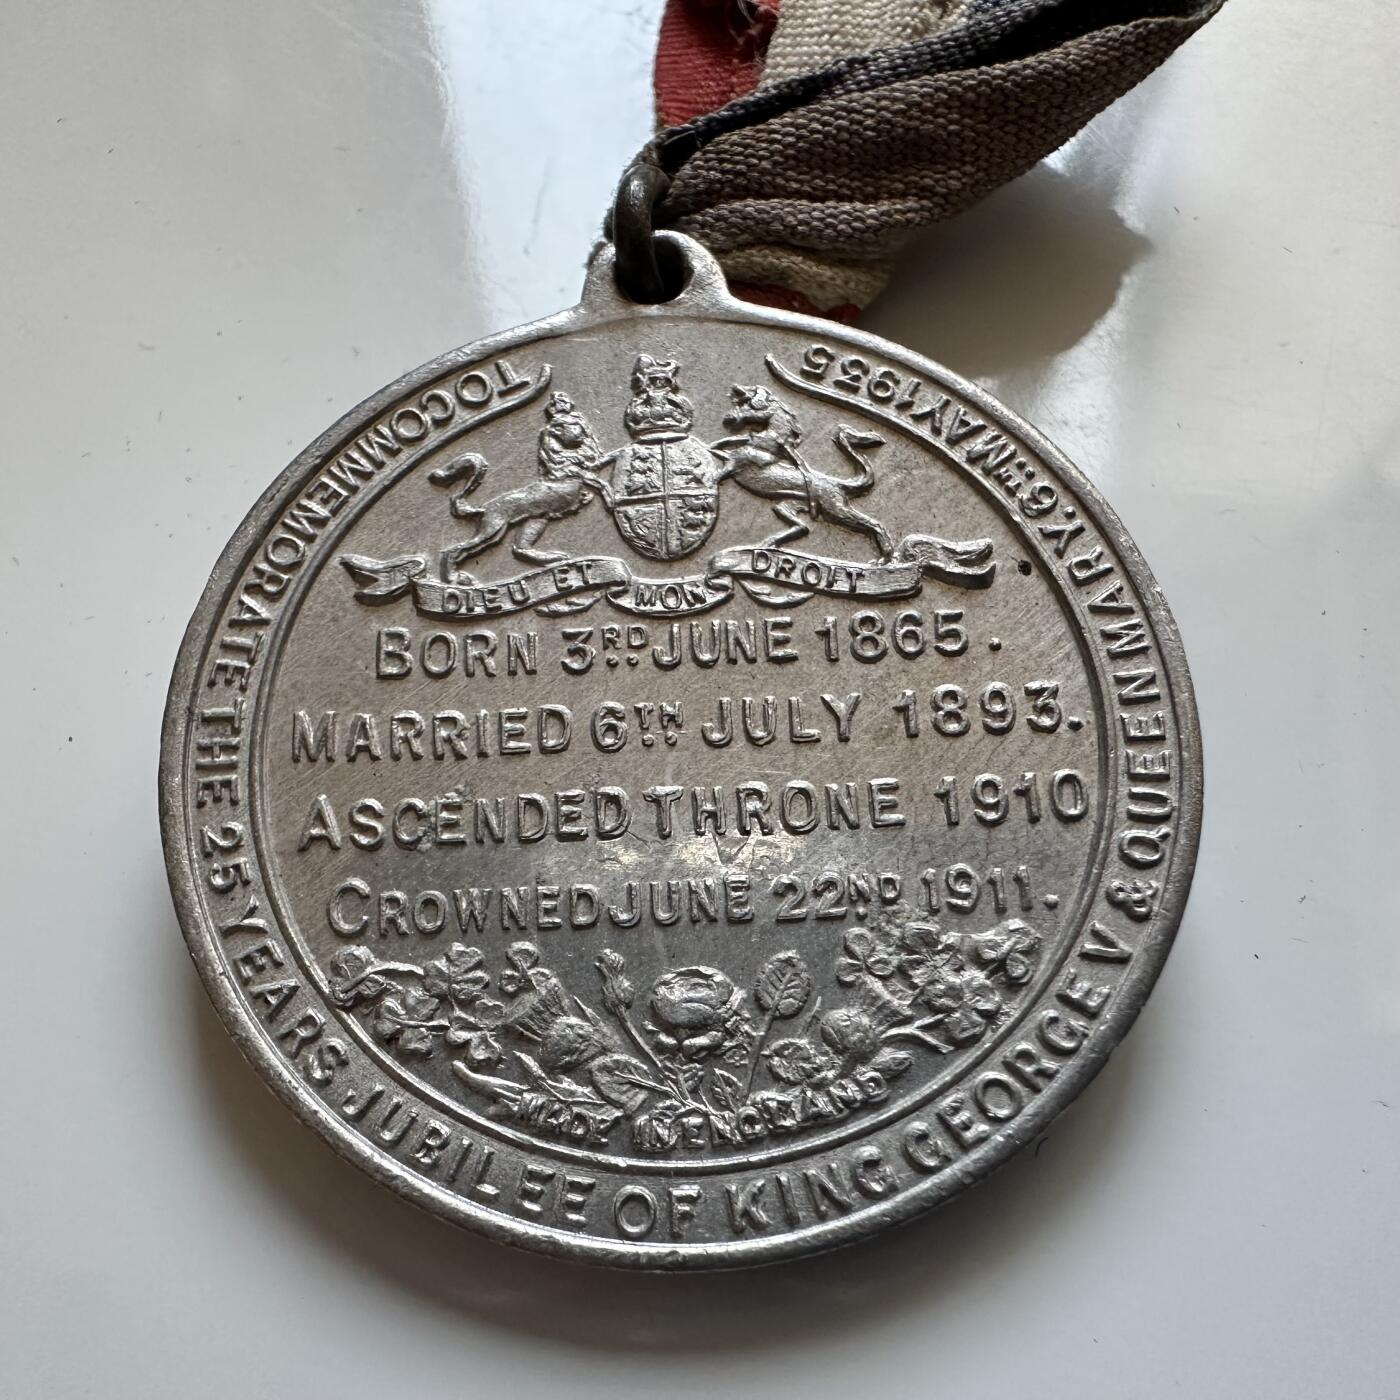 TO COMMEMORATE THE 25 YEARS JUBILEE OF KING GEORGE V & QUEEN MARY. 6TH MAY 1935
DIEU ET MON DROIT
BORN 3RD JUNE 1865.
MARRIED 6TH JULY 1893.
ASCENDED THRONE 1910
CROWNED JUNE 22ND 1911.
MADE IN ENGLAND